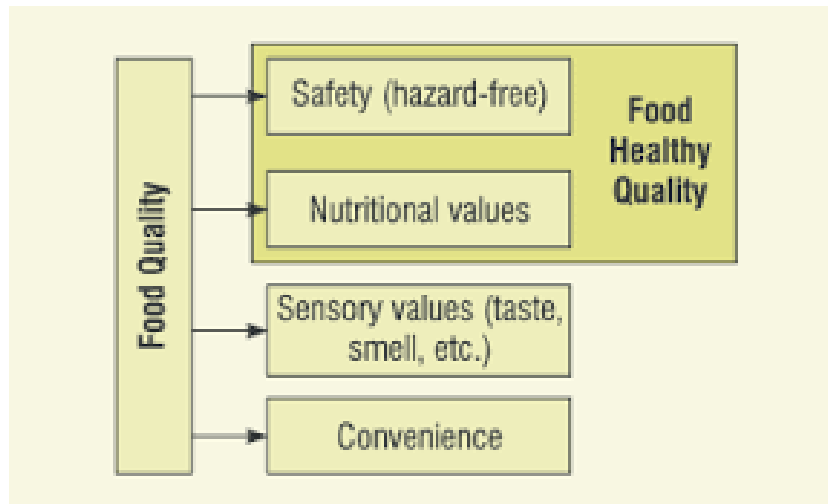 Food Quality
Safety (hazard-free)
Nutritional values
Food
Healthy
Quality
Sensory values (taste,
smell, etc.)
Convenience